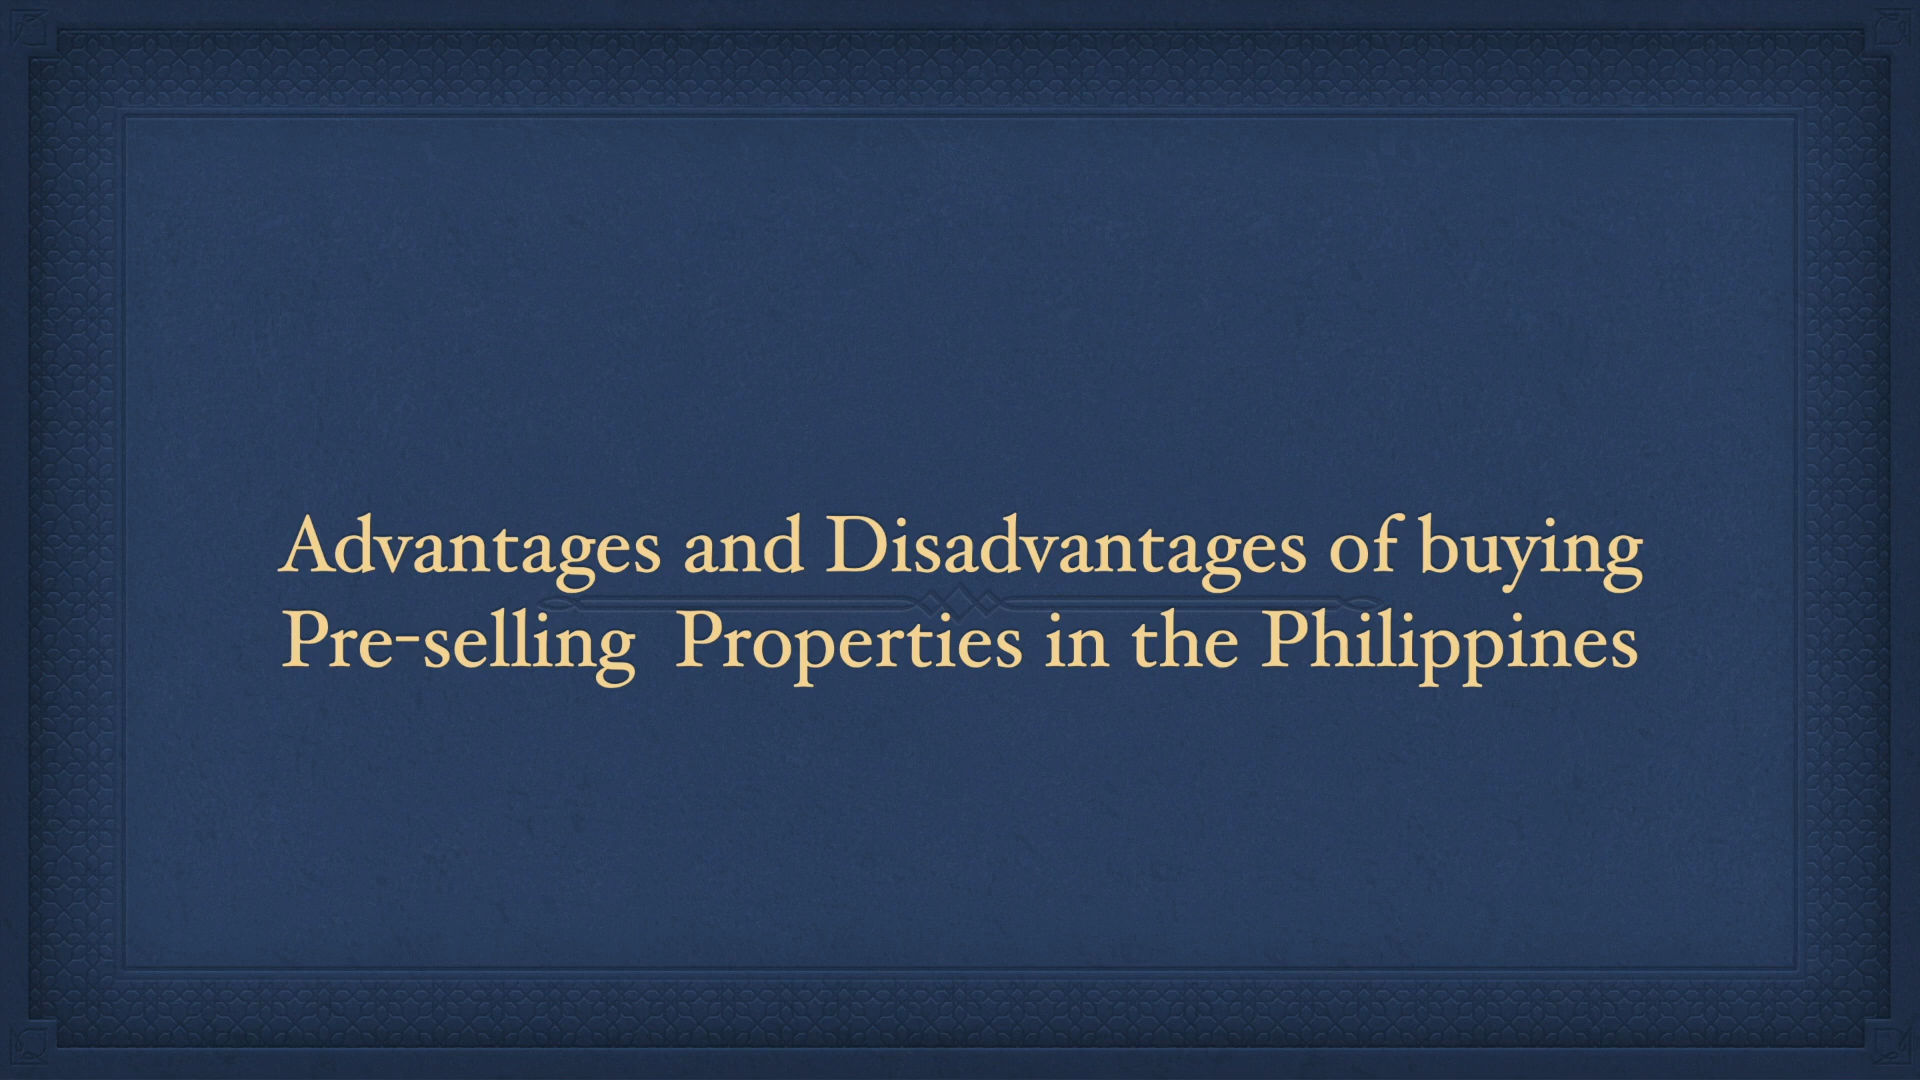 Advantages and Disadvantages of buying
Pre-selling  Properties in the Philippines